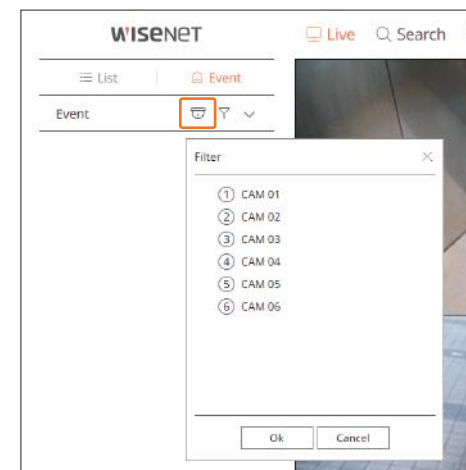 WISENET
Live Search
List Event
Event
Filter
1 CAM 01
2 CAM 02
3 CAM 03
4 CAM 04
5 CAM 05
6 CAM 06
Ok Cancel